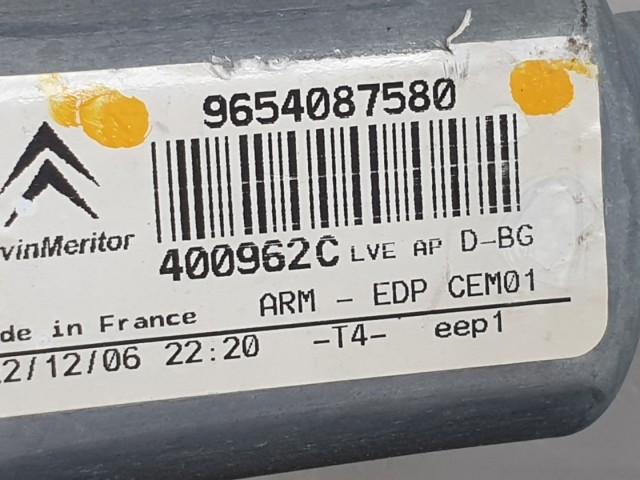 9654087580
vinMeritor
400962C LVE AP D-BG
ARM - EDP CEM01
de in France
2/12/06 22:20 -T4- eep1